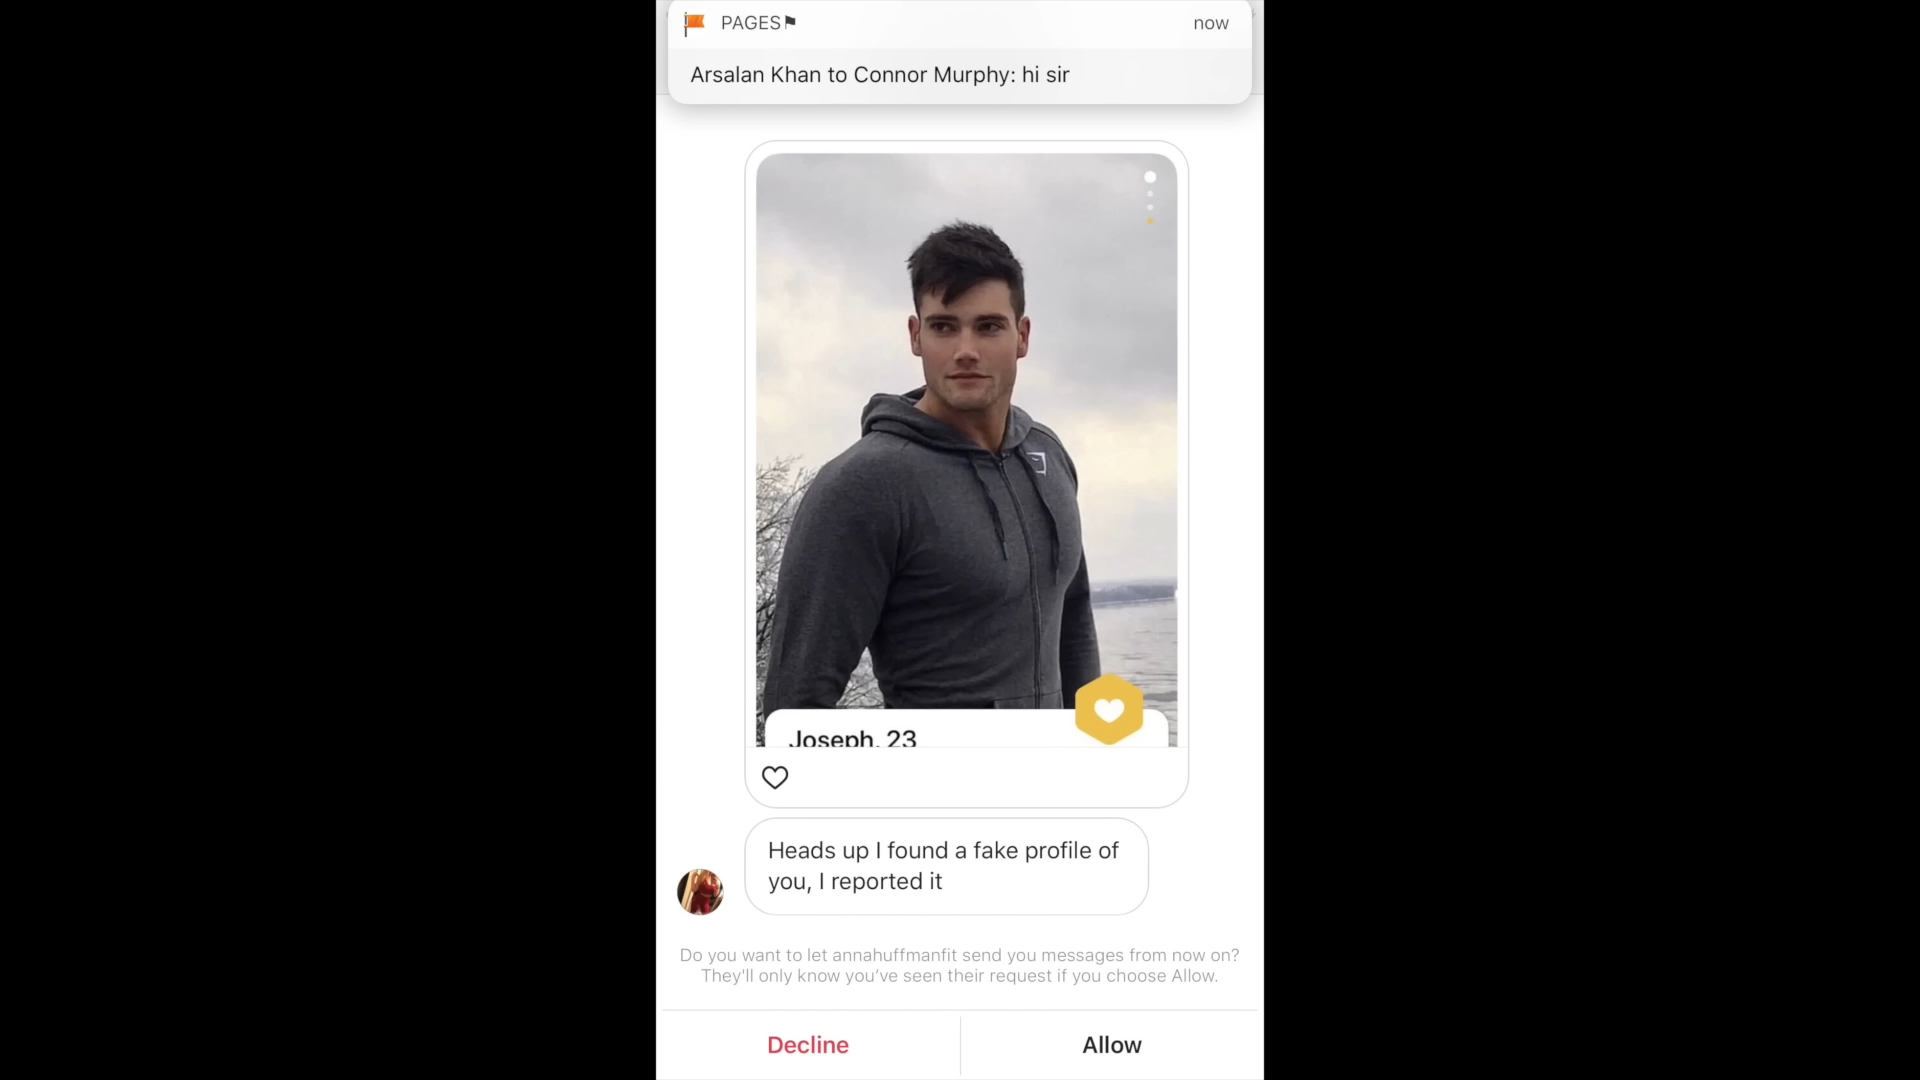 PAGES
now
Arsalan Khan to Connor Murphy: hi sir
Joseph, 23
Heads up I found a fake profile of
you, I reported it
Do you want to let annahuffmanfit send you messages from now on?
They'll only know you’ve seen their request if you choose Allow.
Decline
Allow